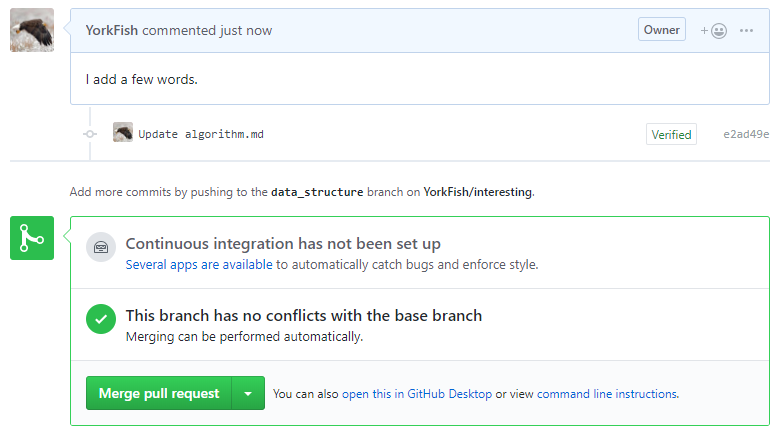 YorkFish commented just now Owner
I add a few words.
Update algorithm.md Verified e2ad49e
Add more commits by pushing to the data_structure branch on YorkFish/interesting.
Continuous integration has not been set up
Several apps are available to automatically catch bugs and enforce style.
This branch has no conflicts with the base branch
Merging can be performed automatically.
Merge pull request You can also open this in GitHub Desktop or view command line instructions.